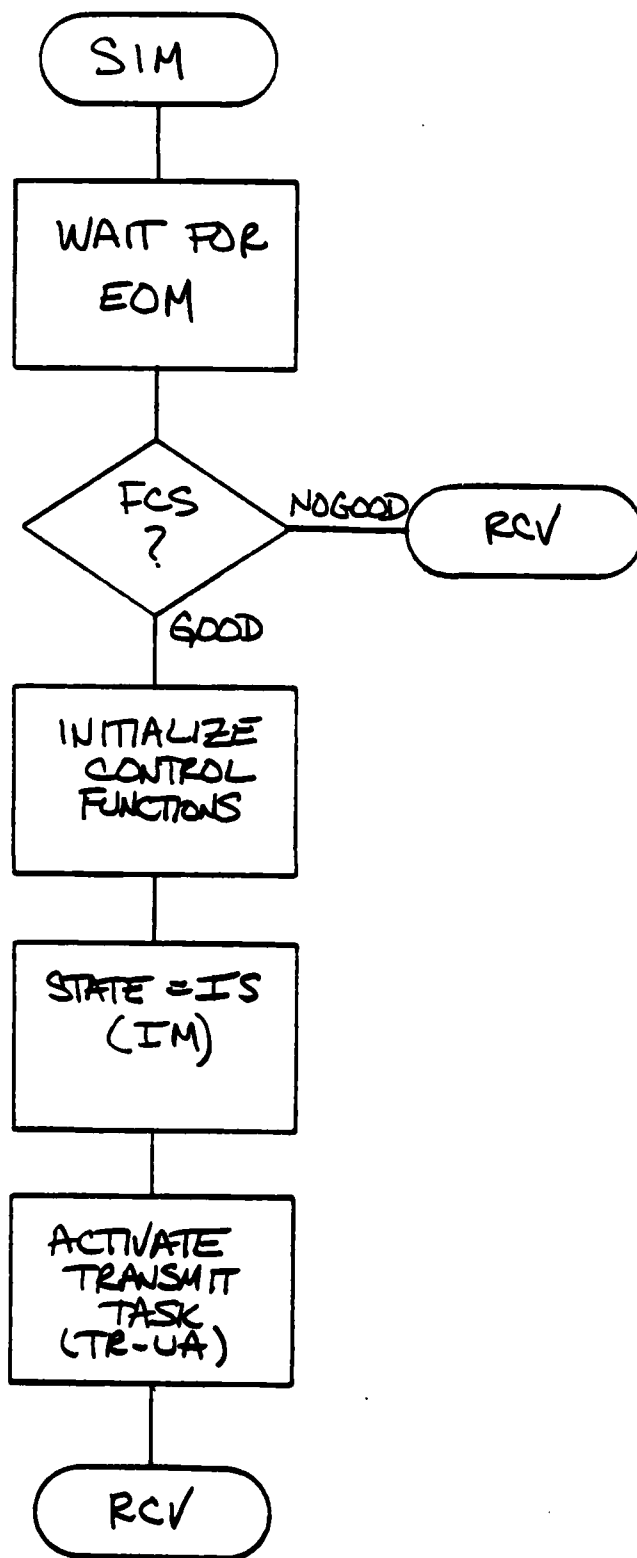 SIM
WAIT FOR
EOM
FCS
?
NOGOOD
RCV
GOOD
INITIALIZE
CONTROL
FUNCTIONS
STATE = IS
(IM)
ACTIVATE
TRANSMIT
TASK
(TR-UA)
RCV